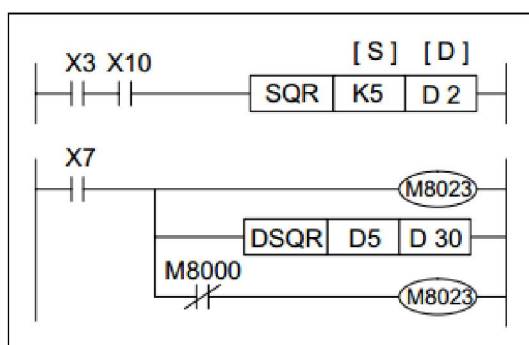 [ S ] [ D ]
X3 X10
SQR K5 D 2
X7
M8023
DSQR D5 D 30
M8000
M8023